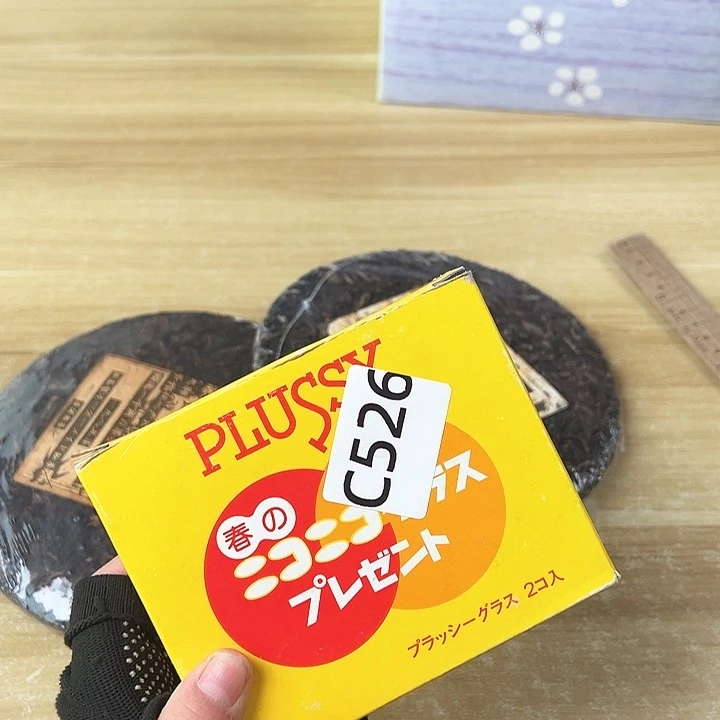 PLUSSY
C526
春の
ニコニコグラス
プレゼント
プラッシーグラス 2コ入